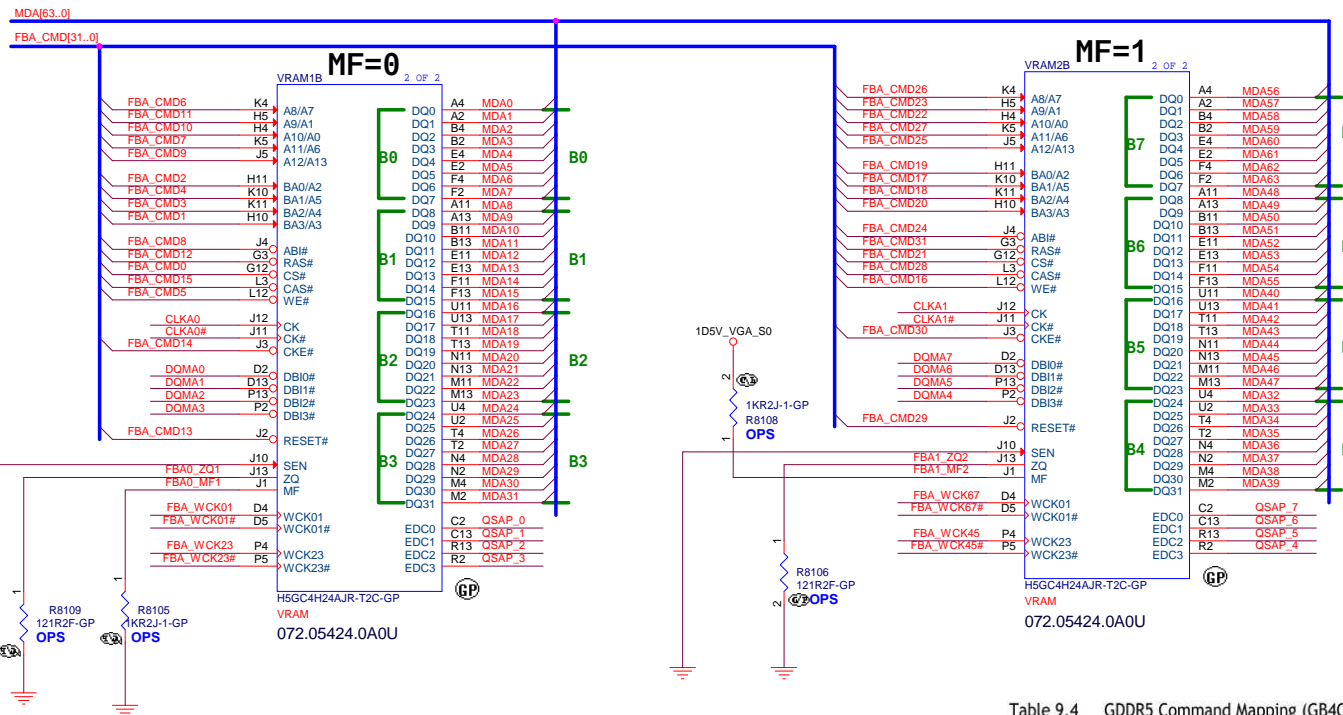 MDA[63..0]
FBA_CMD[31..0]
MF=0
VRAM1B
2 OF 2
FBA_CMD6 K4 A8/A7
FBA_CMD11 H5 A9/A1
FBA_CMD10 H4 A10/A0
FBA_CMD7 K5 A11/A6
FBA_CMD9 J5 A12/A13
FBA_CMD2 H11 BA0/A2
FBA_CMD4 K10 BA1/A5
FBA_CMD3 K11 BA2/A4
FBA_CMD1 H10 BA3/A3
FBA_CMD8 J4 ABI#
FBA_CMD12 G3 RAS#
FBA_CMD0 G12 CS#
FBA_CMD15 L3 CAS#
FBA_CMD5 L12 WE#
CLKA0 J12 CK
CLKA0# J11 CK#
FBA_CMD14 J3 CKE#
DQMA0 D2 DBI0#
DQMA1 D13 DBI1#
DQMA2 P13 DBI2#
DQMA3 P2 DBI3#
FBA_CMD13 J2 RESET#
J10 SEN
FBA0_ZQ1 J13 ZQ
FBA0_MF1 J1 MF
FBA_WCK01 D4 WCK01
FBA_WCK01# D5 WCK01#
FBA_WCK23 P4 WCK23
FBA_WCK23# P5 WCK23#
DQ0 A4 MDA0
DQ1 A2 MDA1
DQ2 B4 MDA2
DQ3 B2 MDA3
DQ4 E4 MDA4
DQ5 E2 MDA5
DQ6 F4 MDA6
DQ7 F2 MDA7
B0 B0
DQ8 A11 MDA8
DQ9 A13 MDA9
DQ10 B11 MDA10
DQ11 B13 MDA11
DQ12 E11 MDA12
DQ13 E13 MDA13
DQ14 F11 MDA14
DQ15 F13 MDA15
B1 B1
DQ16 U11 MDA16
DQ17 U13 MDA17
DQ18 T11 MDA18
DQ19 T13 MDA19
DQ20 N11 MDA20
DQ21 N13 MDA21
DQ22 M11 MDA22
DQ23 M13 MDA23
B2 B2
DQ24 U4 MDA24
DQ25 U2 MDA25
DQ26 T4 MDA26
DQ27 T2 MDA27
DQ28 N4 MDA28
DQ29 N2 MDA29
DQ30 M4 MDA30
DQ31 M2 MDA31
B3 B3
EDC0 C2 QSAP_0
EDC1 C13 QSAP_1
EDC2 R13 QSAP_2
EDC3 R2 QSAP_3
GP
H5GC4H24AJR-T2C-GP
VRAM
072.05424.0A0U
1
R8109
121R2F-GP
OPS
1
R8105
1KR2J-1-GP
OPS
MF=1
VRAM2B
2 OF 2
FBA_CMD26 K4 A8/A7
FBA_CMD23 H5 A9/A1
FBA_CMD22 H4 A10/A0
FBA_CMD27 K5 A11/A6
FBA_CMD25 J5 A12/A13
FBA_CMD19 H11 BA0/A2
FBA_CMD17 K10 BA1/A5
FBA_CMD18 K11 BA2/A4
FBA_CMD20 H10 BA3/A3
FBA_CMD24 J4 ABI#
FBA_CMD31 G3 RAS#
FBA_CMD21 G12 CS#
FBA_CMD28 L3 CAS#
FBA_CMD16 L12 WE#
CLKA1 J12 CK
CLKA1# J11 CK#
FBA_CMD30 J3 CKE#
DQMA7 D2 DBI0#
DQMA6 D13 DBI1#
DQMA5 P13 DBI2#
DQMA4 P2 DBI3#
FBA_CMD29 J2 RESET#
J10 SEN
FBA1_ZQ2 J13 ZQ
FBA1_MF2 J1 MF
FBA_WCK67 D4 WCK01
FBA_WCK67# D5 WCK01#
FBA_WCK45 P4 WCK23
FBA_WCK45# P5 WCK23#
DQ0 A4 MDA56
DQ1 A2 MDA57
DQ2 B4 MDA58
DQ3 B2 MDA59
DQ4 E4 MDA60
DQ5 E2 MDA61
DQ6 F4 MDA62
DQ7 F2 MDA63
B7
DQ8 A11 MDA48
DQ9 A13 MDA49
DQ10 B11 MDA50
DQ11 B13 MDA51
DQ12 E11 MDA52
DQ13 E13 MDA53
DQ14 F11 MDA54
DQ15 F13 MDA55
B6
DQ16 U11 MDA40
DQ17 U13 MDA41
DQ18 T11 MDA42
DQ19 T13 MDA43
DQ20 N11 MDA44
DQ21 N13 MDA45
DQ22 M11 MDA46
DQ23 M13 MDA47
B5
DQ24 U4 MDA32
DQ25 U2 MDA33
DQ26 T4 MDA34
DQ27 T2 MDA35
DQ28 N4 MDA36
DQ29 N2 MDA37
DQ30 M4 MDA38
DQ31 M2 MDA39
B4
EDC0 C2 QSAP_7
EDC1 C13 QSAP_6
EDC2 R13 QSAP_5
EDC3 R2 QSAP_4
GP
H5GC4H24AJR-T2C-GP
VRAM
072.05424.0A0U
1D5V_VGA_S0
2
1KR2J-1-GP
R8108
1
OPS
1
R8106
121R2F-GP
2
OPS
Table 9.4 GDDR5 Command Mapping (GB4